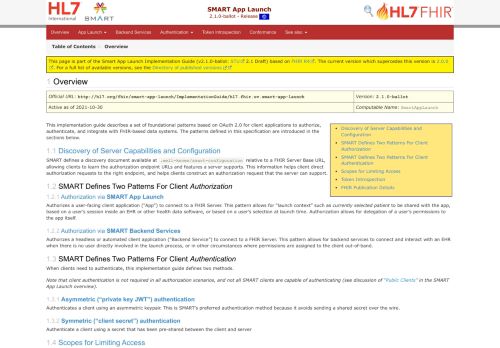 HL7 International
SMART
SMART App Launch
2.1.0-ballot - Release
HL7 FHIR
Overview App Launch Backend Services Authentication Token Introspection Conformance See also
Table of Contents Overview
This page is part of the Smart App Launch Implementation Guide (v2.1.0-ballot: STU 2.1 Draft) based on FHIR R4. The current version which supercedes this version is 2.0.0. For a full list of available versions, see the Directory of published versions
1 Overview
Official URL: http://hl7.org/fhir/smart-app-launch/ImplementationGuide/hl7.fhir.uv.smart-app-launch Version: 2.1.0-ballot
Active as of 2021-10-30 Computable Name: SmartAppLaunch
This implementation guide describes a set of foundational patterns based on OAuth 2.0 for client applications to authorize, authenticate, and integrate with FHIR-based data systems. The patterns defined in this specification are introduced in the sections below.
Discovery of Server Capabilities and Configuration
SMART Defines Two Patterns For Client Authorization
SMART Defines Two Patterns For Client Authentication
Scopes for Limiting Access
Token Introspection
FHIR Publication Details
1.1 Discovery of Server Capabilities and Configuration
SMART defines a discovery document available at .well-known/smart-configuration relative to a FHIR Server Base URL, allowing clients to learn the authorization endpoint URLs and features a server supports. This information helps client direct authorization requests to the right endpoint, and helps clients construct an authorization request that the server can support.
1.2 SMART Defines Two Patterns For Client Authorization
1.2.1 Authorization via SMART App Launch
Authorizes a user-facing client application ("App") to connect to a FHIR Server. This pattern allows for "launch context" such as currently selected patient to be shared with the app, based on a user's session inside an EHR or other health data software, or based on a user's selection at launch time. Authorization allows for delegation of a user's permissions to the app itself.
1.2.2 Authorization via SMART Backend Services
Authorizes a headless or automated client application ("Backend Service") to connect to a FHIR Server. This pattern allows for backend services to connect and interact with an EHR when there is no user directly involved in the launch process, or in other circumstances where permissions are assigned to the client out-of-band.
1.3 SMART Defines Two Patterns For Client Authentication
When clients need to authenticate, this implementation guide defines two methods.
Note that client authentication is not required in all authorization scenarios, and not all SMART clients are capable of authenticating (see discussion of "Public Clients" in the SMART App Launch overview).
1.3.1 Asymmetric ("private key JWT") authentication
Authenticates a client using an asymmetric keypair. This is SMART's preferred authentication method because it avoids sending a shared secret over the wire.
1.3.2 Symmetric ("client secret") authentication
Authenticate a client using a secret that has been pre-shared between the client and server
1.4 Scopes for Limiting Access